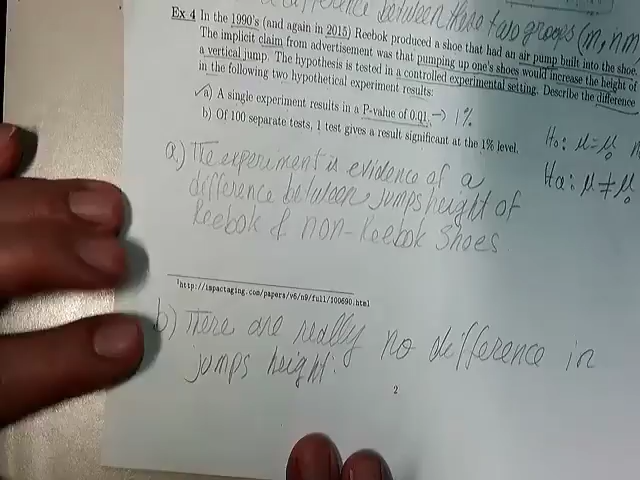 difference between these two groups (m, nm
Ex 4 In the 1990's (and again in 2015) Reebok produced a shoe that had an air pump built into the shoe.
The implicit claim from advertisement was that pumping up one's shoes would increase the height of
a vertical jump. The hypothesis is tested in a controlled experimental setting. Describe the difference
in the following two hypothetical experiment results:
a) A single experiment results in a P-value of 0.01. → 1%
b) Of 100 separate tests, 1 test gives a result significant at the 1% level.
H₀: μ = μ₀
Ha: μ ≠ μ₀
a.) The experiment is evidence of a
difference between jumps height of
Reebok & non-Reebok shoes
¹http://impactaging.com/papers/v6/n9/full/100690.html
b) There are really no difference in
jumps height.
2